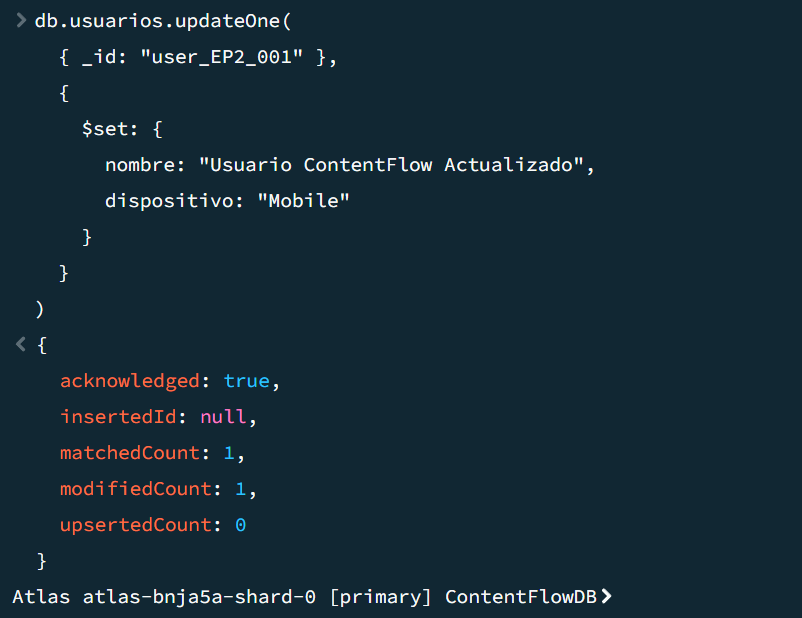 db.usuarios.updateOne(
{ _id: "user_EP2_001" },
{
$set: {
nombre: "Usuario ContentFlow Actualizado",
dispositivo: "Mobile"
}
}
)
{
acknowledged: true,
insertedId: null,
matchedCount: 1,
modifiedCount: 1,
upsertedCount: 0
}
Atlas atlas-bnja5a-shard-0 [primary] ContentFlowDB